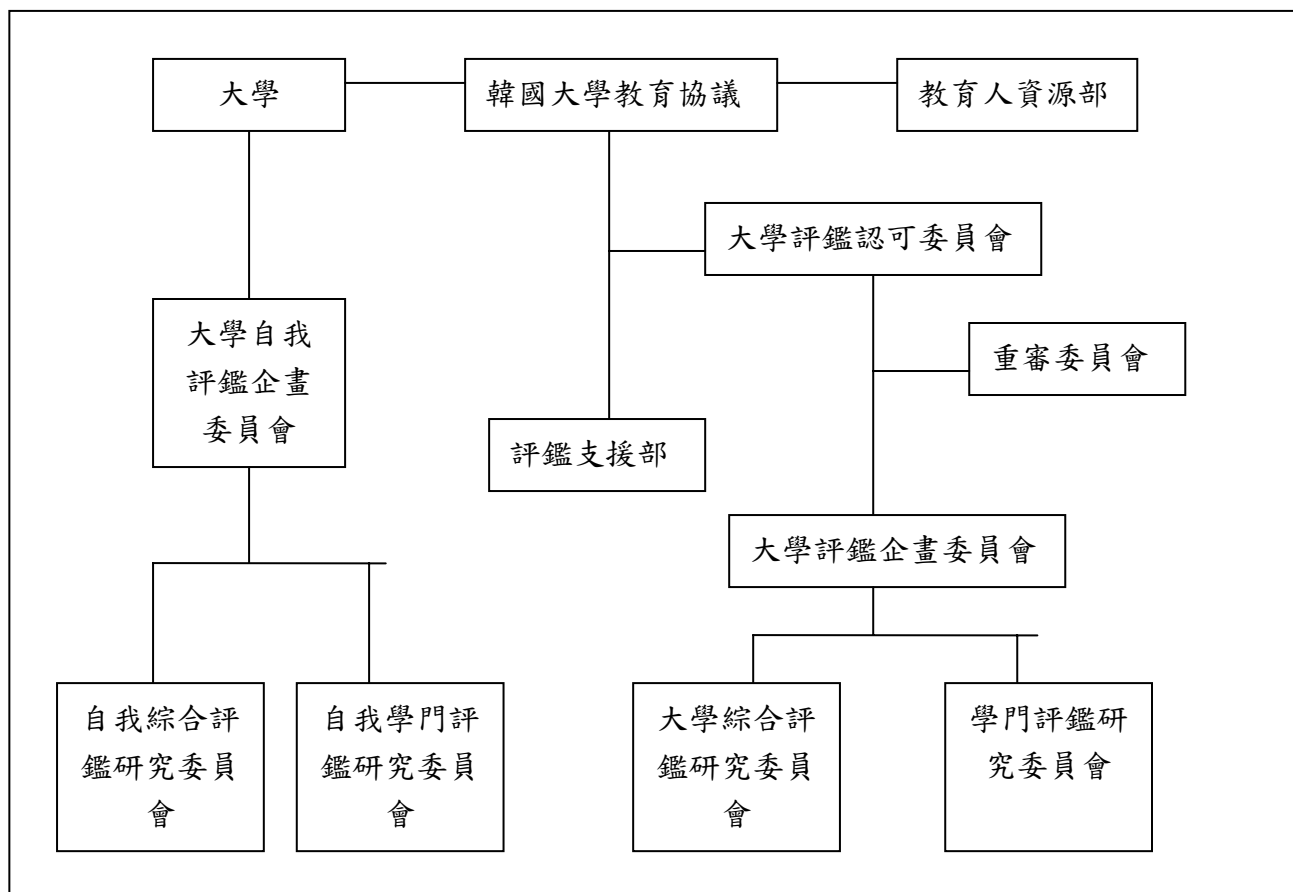 大學
韓國大學教育協議
教育人資源部
大學評鑑認可委員會
大學自我
評鑑企畫
委員會
重審委員會
評鑑支援部
大學評鑑企畫委員會
自我綜合評
鑑研究委員
會
自我學門評
鑑研究委員
會
大學綜合評
鑑研究委員
會
學門評鑑研
究委員會